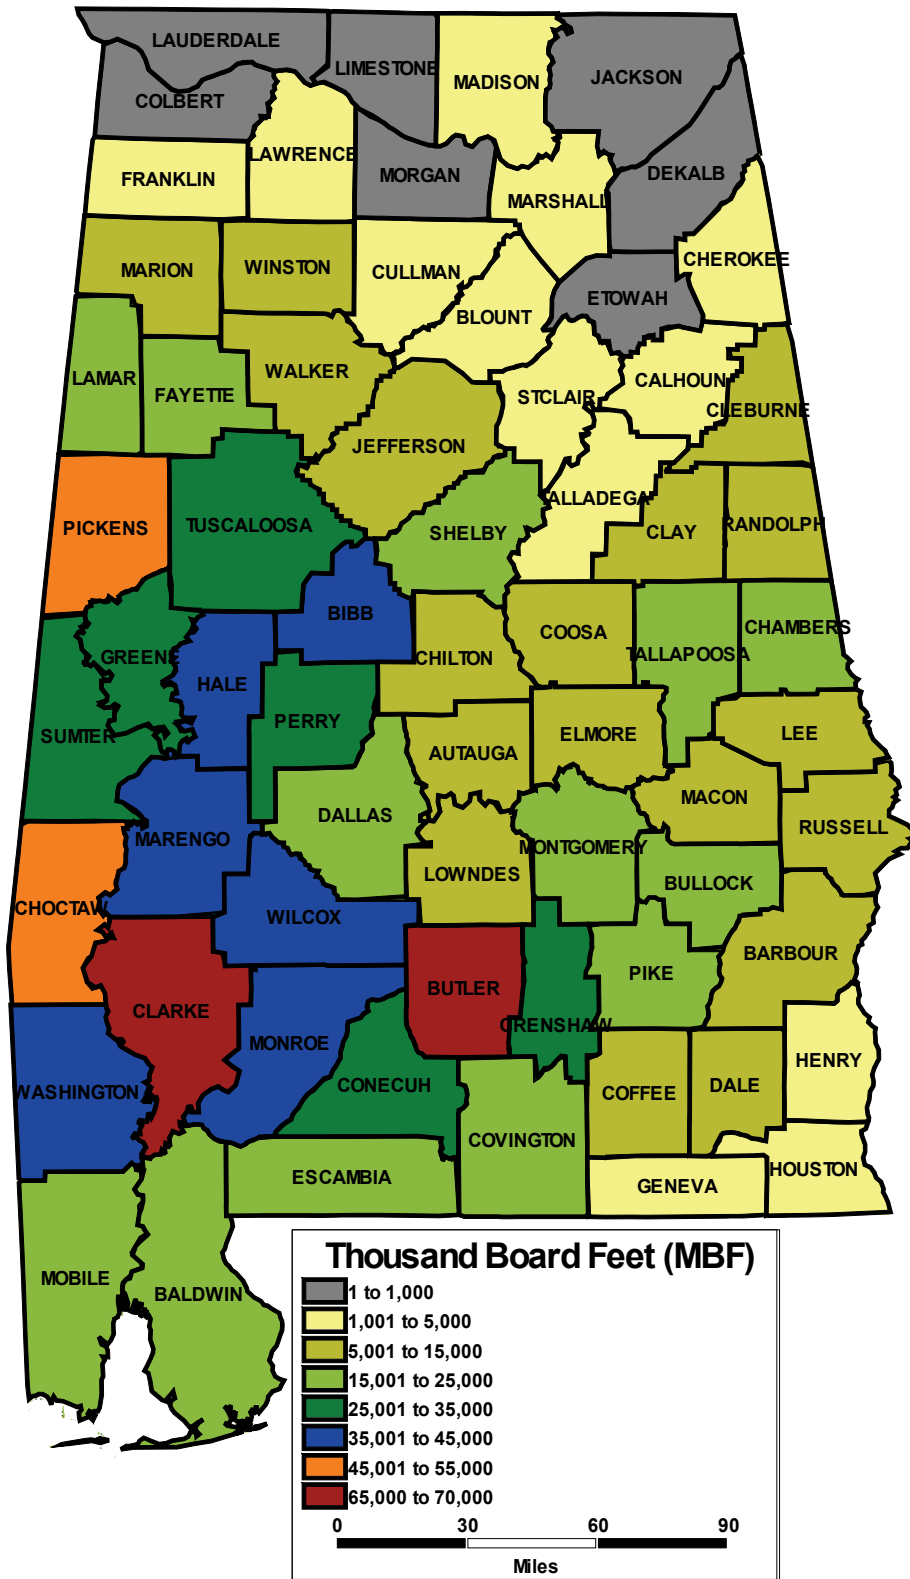 LAUDERDALE
LIMESTONE
MADISON
JACKSON
COLBERT
LAWRENCE
FRANKLIN
MORGAN
DEKALB
MARSHALL
CHEROKEE
MARION
WINSTON
CULLMAN
ETOWAH
BLOUNT
LAMAR
FAYETTE
WALKER
STCLAIR
CALHOUN
CLEBURNE
JEFFERSON
PICKENS
TUSCALOOSA
SHELBY
ALLADEGA
CLAY
RANDOLPH
BIBB
COOSA
CHAMBERS
TALLAPOOSA
GREENE
HALE
CHILTON
PERRY
SUMTER
AUTAUGA
ELMORE
LEE
MACON
DALLAS
RUSSELL
MARENGO
MONTGOMERY
LOWNDES
BULLOCK
CHOCTAW
WILCOX
BARBOUR
PIKE
CLARKE
BUTLER
CRENSHAW
MONROE
HENRY
WASHINGTON
CONECUH
COFFEE
DALE
COVINGTON
HOUSTON
ESCAMBIA
GENEVA
MOBILE
BALDWIN
Thousand Board Feet (MBF)
1 to 1,000
1,001 to 5,000
5,001 to 15,000
15,001 to 25,000
25,001 to 35,000
35,001 to 45,000
45,001 to 55,000
65,000 to 70,000
0 30 60 90
Miles